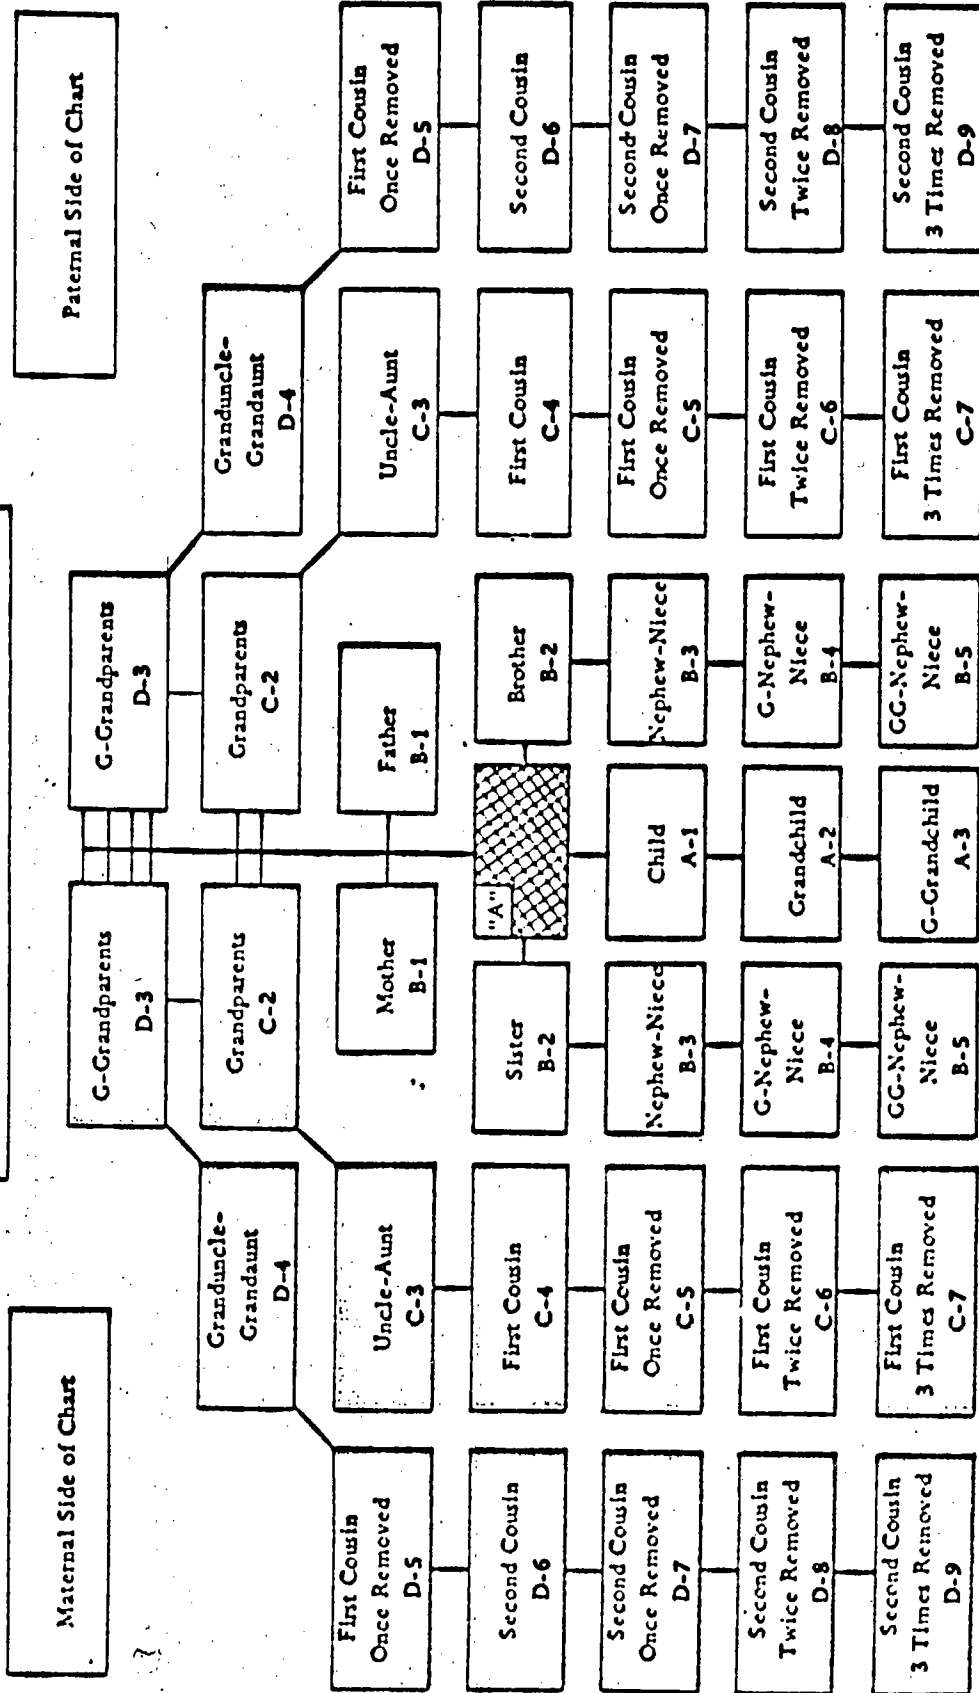 Maternal Side of Chart
Paternal Side of Chart
G-Grandparents
D-3
G-Grandparents
D-3
Granduncle-
Grandaunt
D-4
Grandparents
C-2
Grandparents
C-2
Granduncle-
Grandaunt
D-4
First Cousin
Once Removed
D-5
Uncle-Aunt
C-3
Mother
B-1
Father
B-1
Uncle-Aunt
C-3
First Cousin
Once Removed
D-5
Second Cousin
D-6
First Cousin
C-4
Sister
B-2
"A"
Brother
B-2
First Cousin
C-4
Second Cousin
D-6
Second Cousin
Once Removed
D-7
First Cousin
Once Removed
C-5
Nephew-Niece
B-3
Child
A-1
Nephew-Niece
B-3
First Cousin
Once Removed
C-5
Second Cousin
Once Removed
D-7
Second Cousin
Twice Removed
D-8
First Cousin
Twice Removed
C-6
G-Nephew-
Niece
B-4
Grandchild
A-2
G-Nephew-
Niece
B-4
First Cousin
Twice Removed
C-6
Second Cousin
Twice Removed
D-8
Second Cousin
3 Times Removed
D-9
First Cousin
3 Times Removed
C-7
GG-Nephew-
Niece
B-5
G-Grandchild
A-3
GG-Nephew-
Niece
B-5
First Cousin
3 Times Removed
C-7
Second Cousin
3 Times Removed
D-9